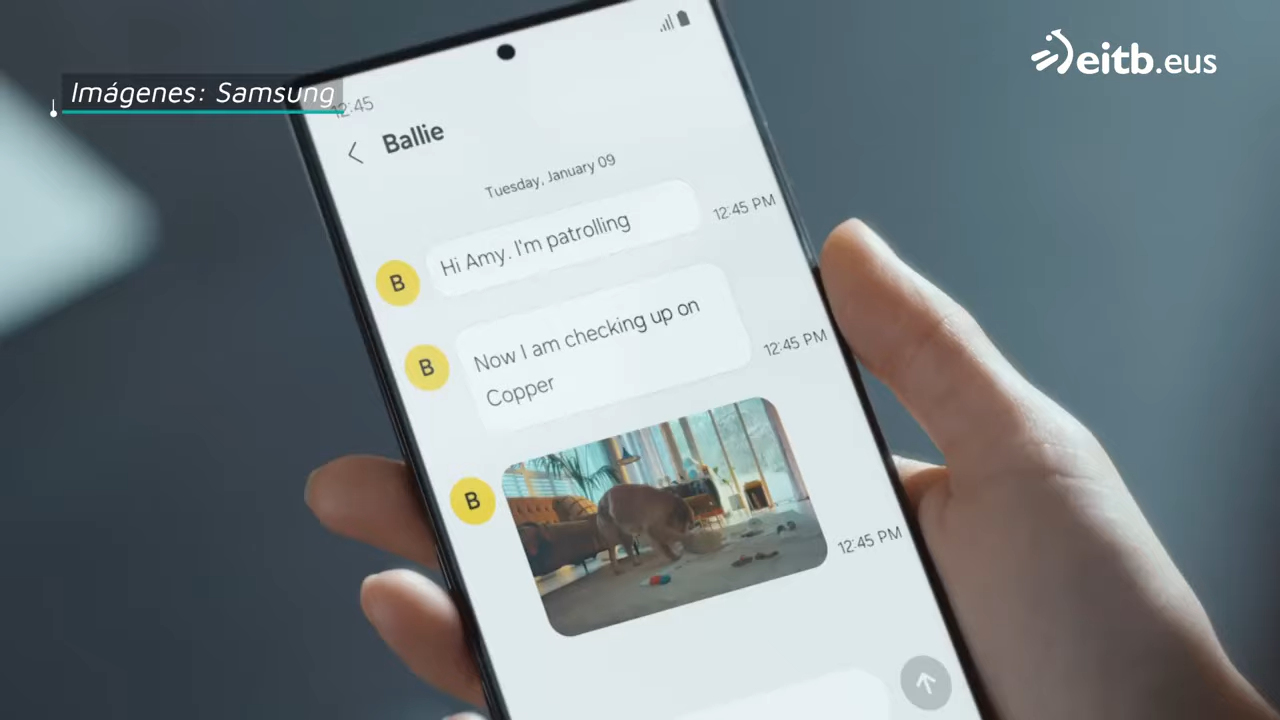 eitb.eus
Imágenes: Samsung
12:45
Ballie
Tuesday, January 09
Hi Amy. I'm patrolling
12:45 PM
B
Now I am checking up on
Copper
12:45 PM
B
B
12:45 PM